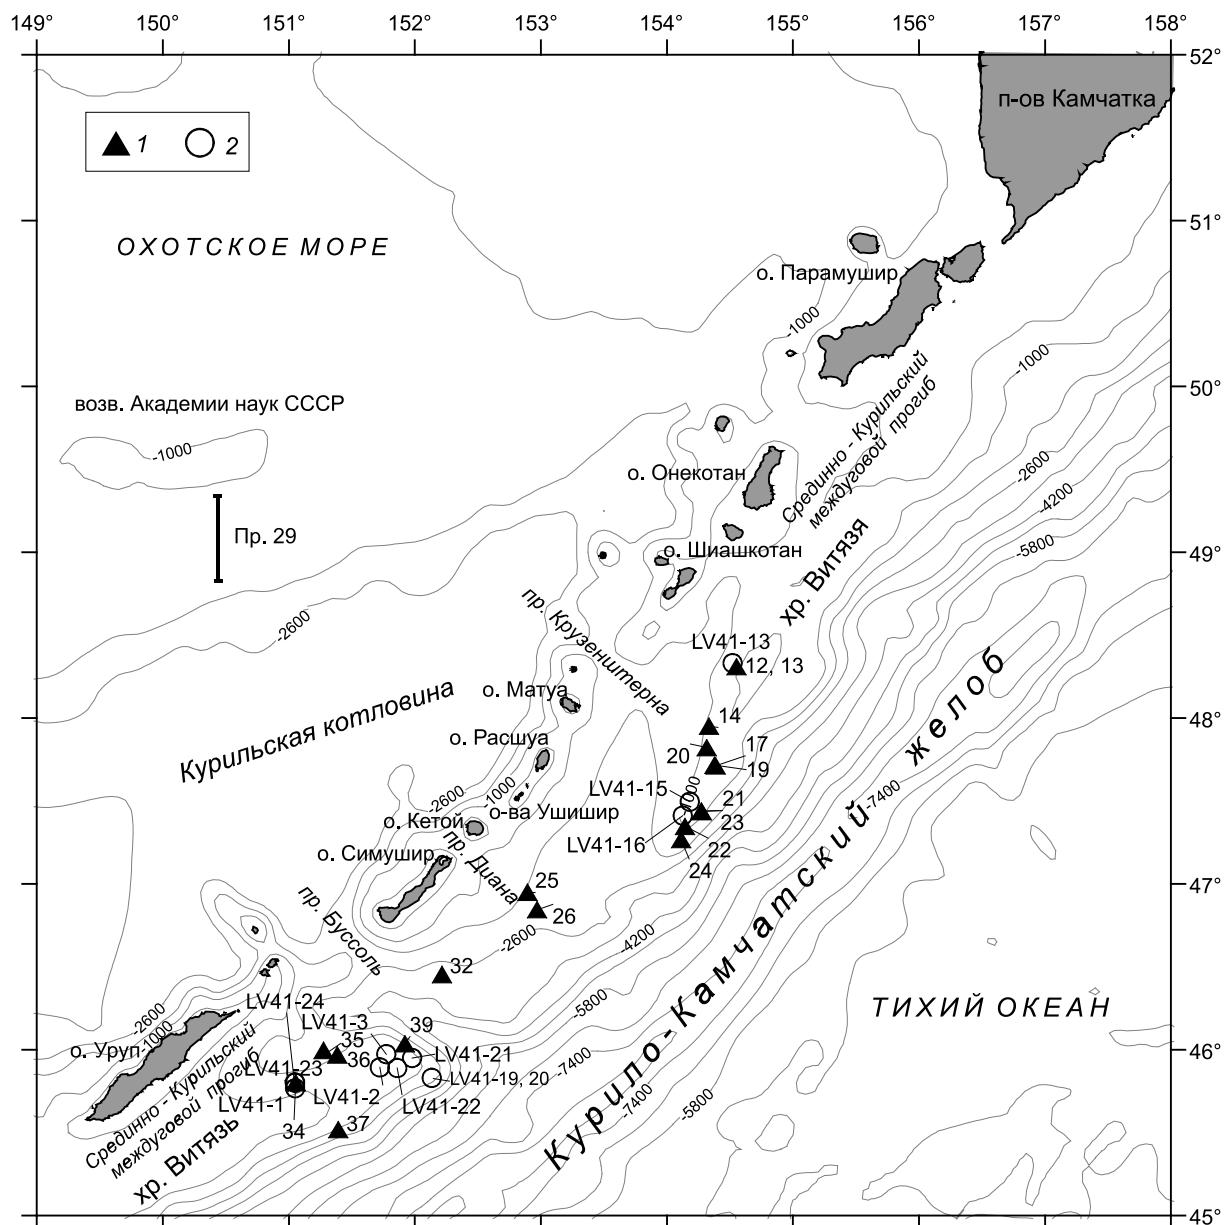 149° 150° 151° 152° 153° 154° 155° 156° 157° 158°
52°
п-ов Камчатка
1 2
51°
ОХОТСКОЕ МОРЕ
о. Парамушир
-1000
-1000
50°
возв. Академии наук СССР
-1000
Срединно - Курильский
междуговой прогиб
-2600
о. Онекотан
-4200
Пр. 29
-5800
49°
о. Шиашкотан
хр. Витязя
-2600
пр. Крузенштерна
LV41-13
12, 13
Курильская котловина
о. Матуа
48°
14
о. Расшуа
20
17
19
-7400
LV41-15
-2600
-1000
-1000
о-ва Ушишир
21
о. Кетой
23
LV41-16
22
о. Симушир
24
пр. Диана
47°
25
26
пр. Буссоль
-2600
-4200
32
LV41-24
-5800
ТИХИЙ ОКЕАН
-2600
LV41-3
39
-1000
35
46°
о. Уруп
36
LV41-21
-7400
LV41-23
LV41-19, 20
LV41-1
LV41-2
LV41-22
-7400
-5800
34
37
Срединно - Курильский
междуговой прогиб
хр. Витязь
Курило-Камчатский желоб
45°